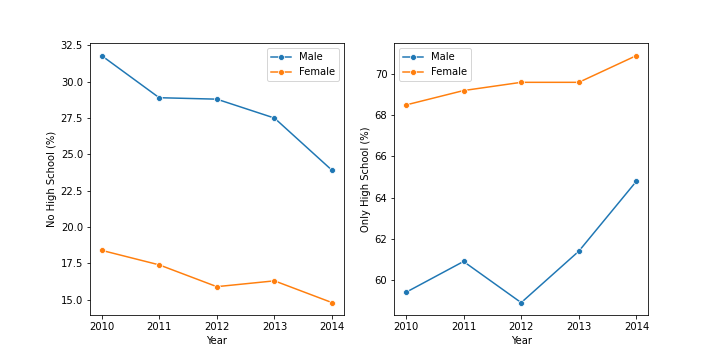 32.5
30.0
27.5
25.0
22.5
20.0
17.5
15.0
No High School (%)
2010 2011 2012 2013 2014
Year
Male
Female
70
68
66
64
62
60
Only High School (%)
2010 2011 2012 2013 2014
Year
Male
Female